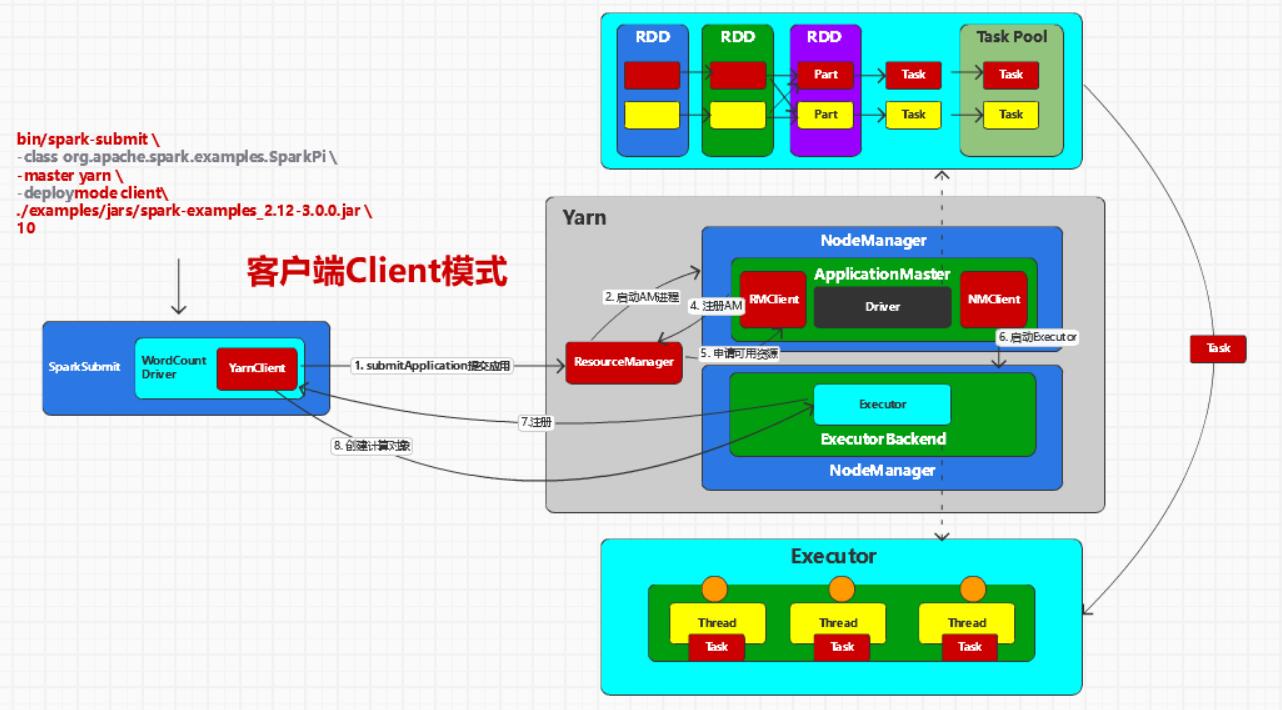 RDD
RDD
RDD
Task Pool
Part
Task
Task
Part
Task
Task
bin/spark-submit \
-class org.apache.spark.examples.SparkPi \
-master yarn \
-deploymode client\
./examples/jars/spark-examples_2.12-3.0.0.jar \
10
客户端Client模式
Yarn
NodeManager
ApplicationMaster
RMClient
Driver
NMClient
2. 启动AM进程
4. 注册AM
5. 申请可用资源
6. 启动Executor
SparkSubmit
WordCount
Driver
YarnClient
1. submitApplication提交应用
ResourceManager
Task
Executor
ExecutorBackend
NodeManager
7.注册
8. 创建计算对象
Executor
Thread
Thread
Thread
Task
Task
Task